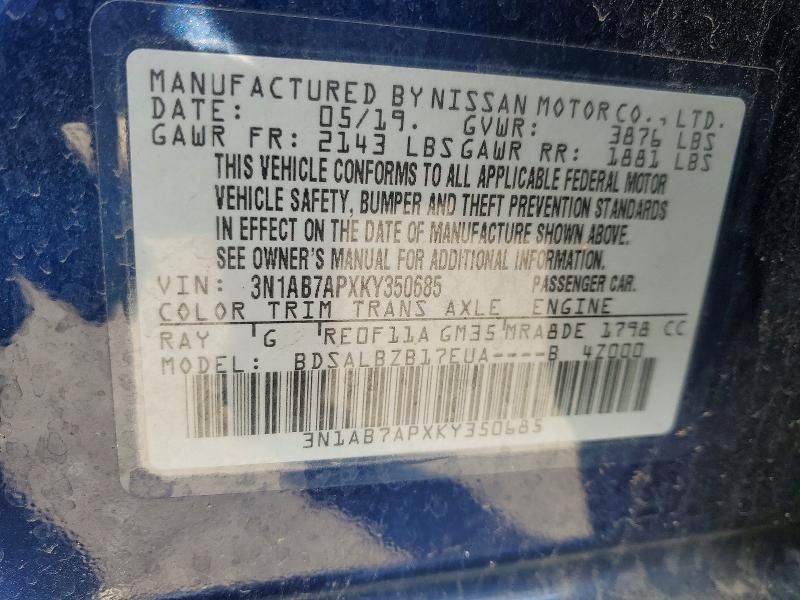 MANUFACTURED BY NISSAN MOTOR CO., LTD.
DATE: 05/19. GVWR: 3876 LBS
GAWR FR: 2143 LBS GAWR RR: 1881 LBS
THIS VEHICLE CONFORMS TO ALL APPLICABLE FEDERAL MOTOR
VEHICLE SAFETY, BUMPER AND THEFT PREVENTION STANDARDS
IN EFFECT ON THE DATE OF MANUFACTURE SHOWN ABOVE.
SEE OWNER'S MANUAL FOR ADDITIONAL INFORMATION.
VIN: 3N1AB7APXKY350685 PASSENGER CAR.
COLOR TRIM TRANS AXLE ENGINE
RAY G RE0F11A GM35 MRA8DE 1798 CC
MODEL: BDSALBZB17EUA----B 4Z000
3N1AB7APXKY350685